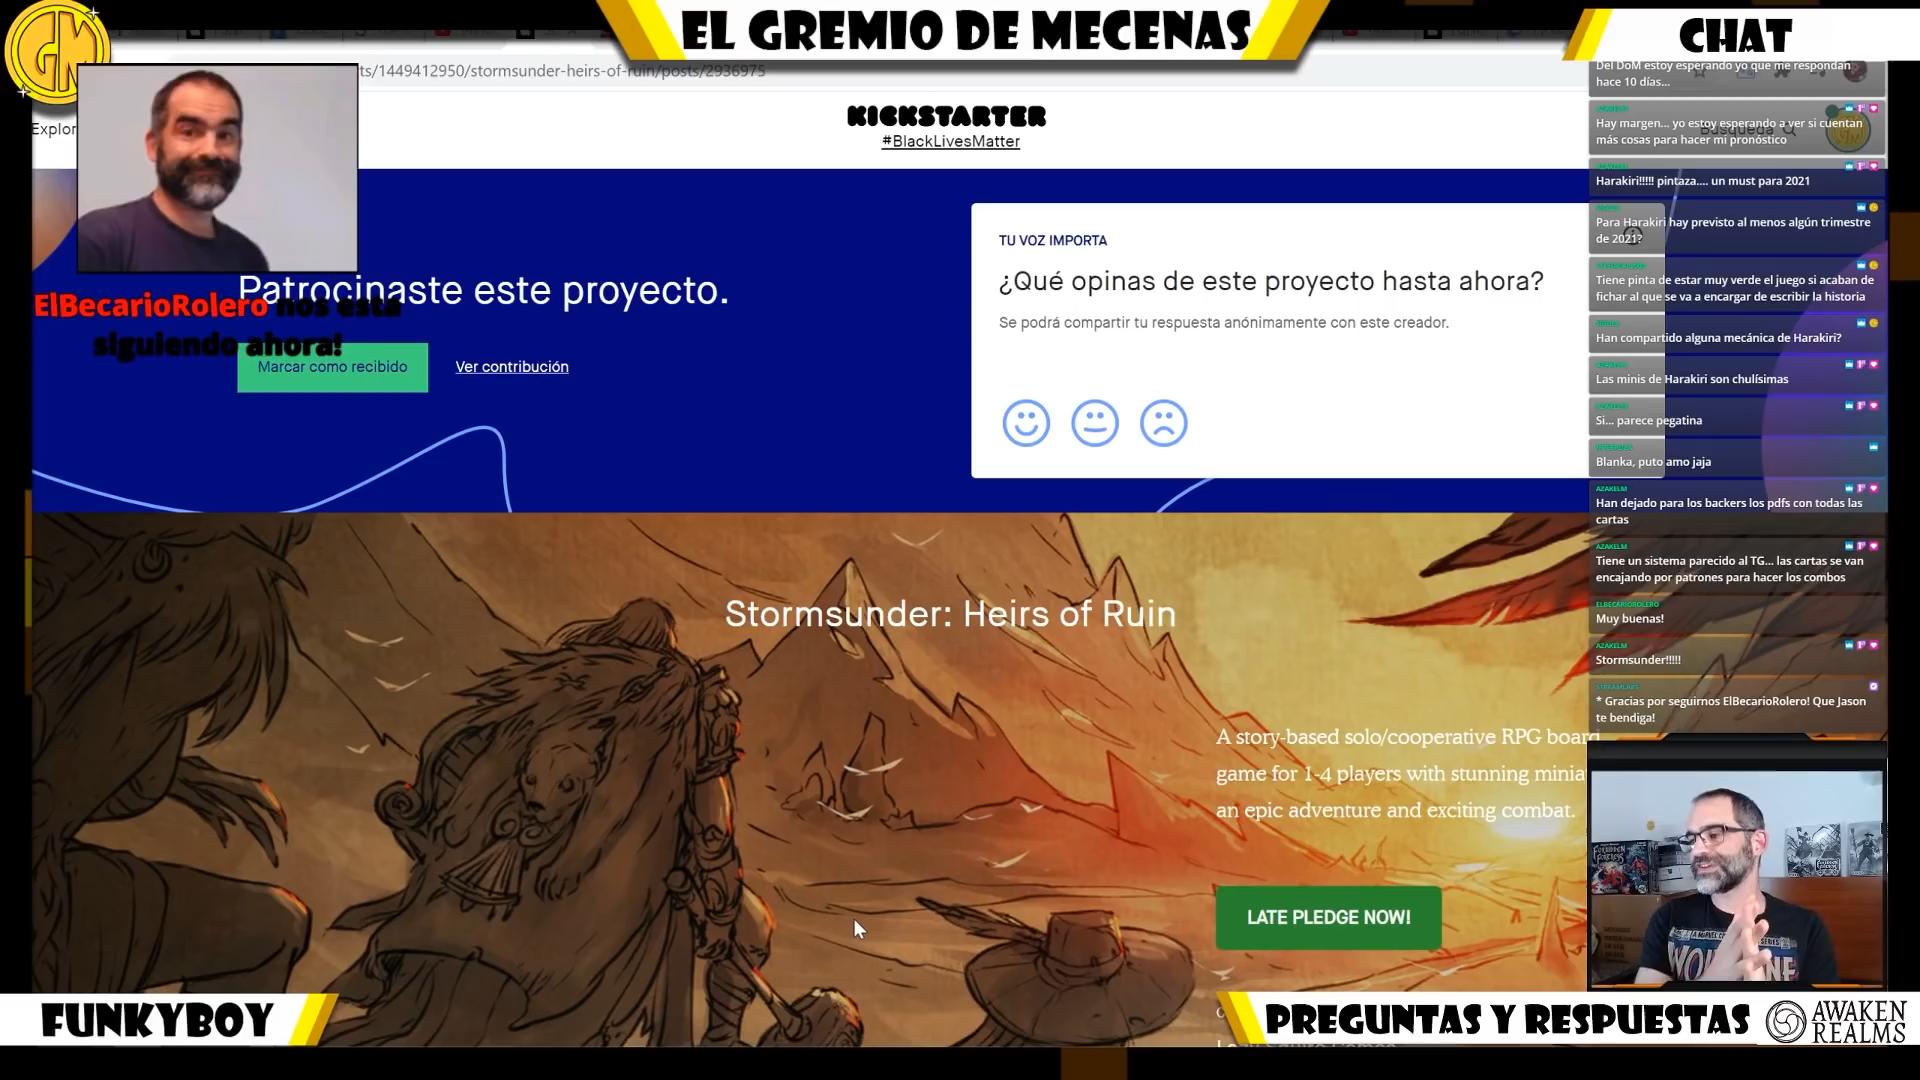 EL GREMIO DE MECENAS
CHAT
GM
ts/1449412950/stormsunder-heirs-of-ruin/posts/2936975
KICKSTARTER
#BlackLivesMatter
Explor
Búsqueda
Patrocinaste este proyecto.
ElBecarioRolero nos está
siguiendo ahora!
Marcar como recibido
Ver contribución
TU VOZ IMPORTA
¿Qué opinas de este proyecto hasta ahora?
Se podrá compartir tu respuesta anónimamente con este creador.
Stormsunder: Heirs of Ruin
A story-based solo/cooperative RPG board
game for 1-4 players with stunning minia
an epic adventure and exciting combat.
LATE PLEDGE NOW!
Del DoM estoy esperando yo que me respondan
hace 10 días...
Hay margen... yo estoy esperando a ver si cuentan
más cosas para hacer mi pronóstico
Harakiri!!!!! pintaza.... un must para 2021
Para Harakiri hay previsto al menos algún trimestre
de 2021?
Tiene pinta de estar muy verde el juego si acaban de
fichar al que se va a encargar de escribir la historia
Han compartido alguna mecánica de Harakiri?
Las minis de Harakiri son chulísimas
Si... parece pegatina
Blanka, puto amo jaja
AZAKELM
Han dejado para los backers los pdfs con todas las
cartas
AZAKELM
Tiene un sistema parecido al TG... las cartas se van
encajando por patrones para hacer los combos
ELBECARIOROLERO
Muy buenas!
AZAKELM
Stormsunder!!!!!
* Gracias por seguirnos ElBecarioRolero! Que Jason
te bendiga!
FORBIDDEN
FORTRESS
FUNKYBOY
PREGUNTAS Y RESPUESTAS
AWAKEN
REALMS